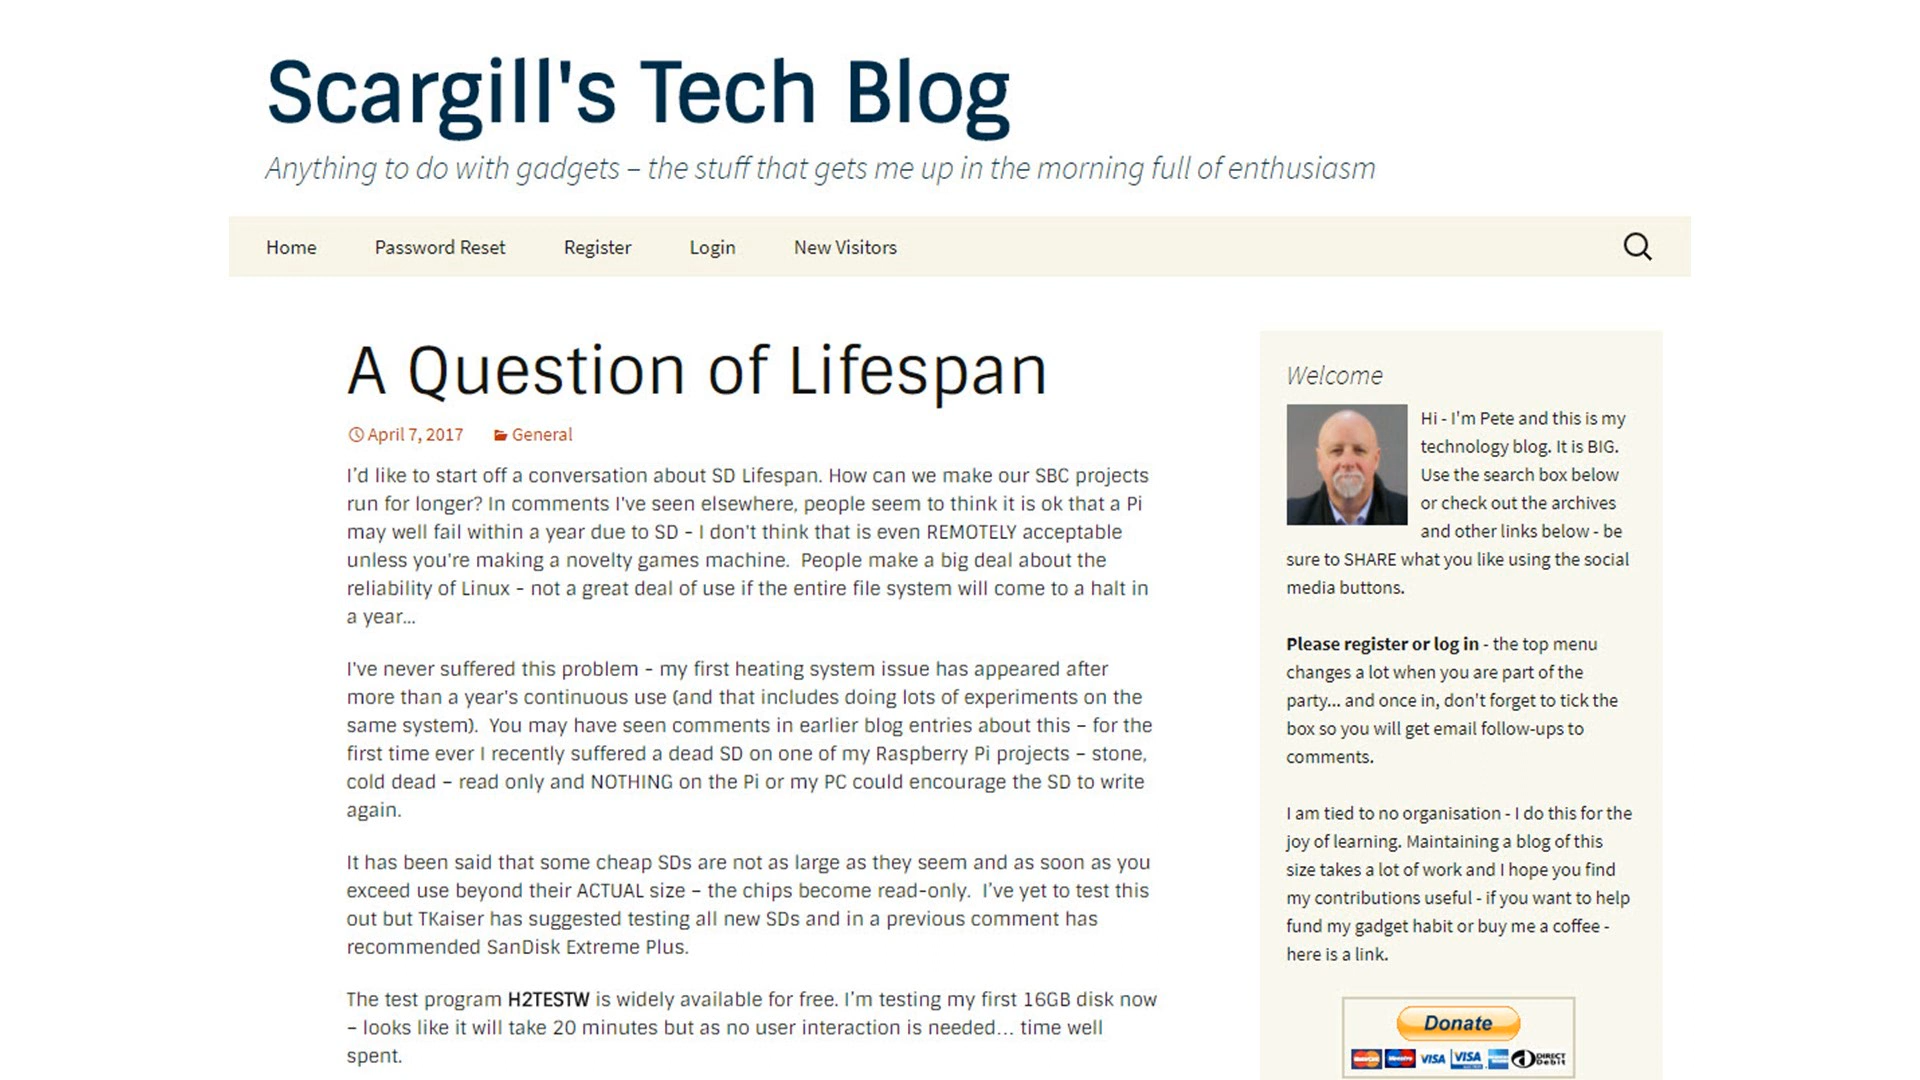 Scargill's Tech Blog
Anything to do with gadgets – the stuff that gets me up in the morning full of enthusiasm
Home Password Reset Register Login New Visitors
A Question of Lifespan
April 7, 2017 General
I'd like to start off a conversation about SD Lifespan. How can we make our SBC projects
run for longer? In comments I've seen elsewhere, people seem to think it is ok that a Pi
may well fail within a year due to SD - I don't think that is even REMOTELY acceptable
unless you're making a novelty games machine.  People make a big deal about the
reliability of Linux - not a great deal of use if the entire file system will come to a halt in
a year...
I've never suffered this problem - my first heating system issue has appeared after
more than a year's continuous use (and that includes doing lots of experiments on the
same system).  You may have seen comments in earlier blog entries about this – for the
first time ever I recently suffered a dead SD on one of my Raspberry Pi projects – stone,
cold dead – read only and NOTHING on the Pi or my PC could encourage the SD to write
again.
It has been said that some cheap SDs are not as large as they seem and as soon as you
exceed use beyond their ACTUAL size – the chips become read-only.  I've yet to test this
out but TKaiser has suggested testing all new SDs and in a previous comment has
recommended SanDisk Extreme Plus.
The test program H2TESTW is widely available for free. I'm testing my first 16GB disk now
– looks like it will take 20 minutes but as no user interaction is needed… time well
spent.
Welcome
Hi - I'm Pete and this is my
technology blog. It is BIG.
Use the search box below
or check out the archives
and other links below - be
sure to SHARE what you like using the social
media buttons.
Please register or log in - the top menu
changes a lot when you are part of the
party... and once in, don't forget to tick the
box so you will get email follow-ups to
comments.
I am tied to no organisation - I do this for the
joy of learning. Maintaining a blog of this
size takes a lot of work and I hope you find
my contributions useful - if you want to help
fund my gadget habit or buy me a coffee -
here is a link.
Donate
MasterCard Maestro VISA VISA DIRECT Debit